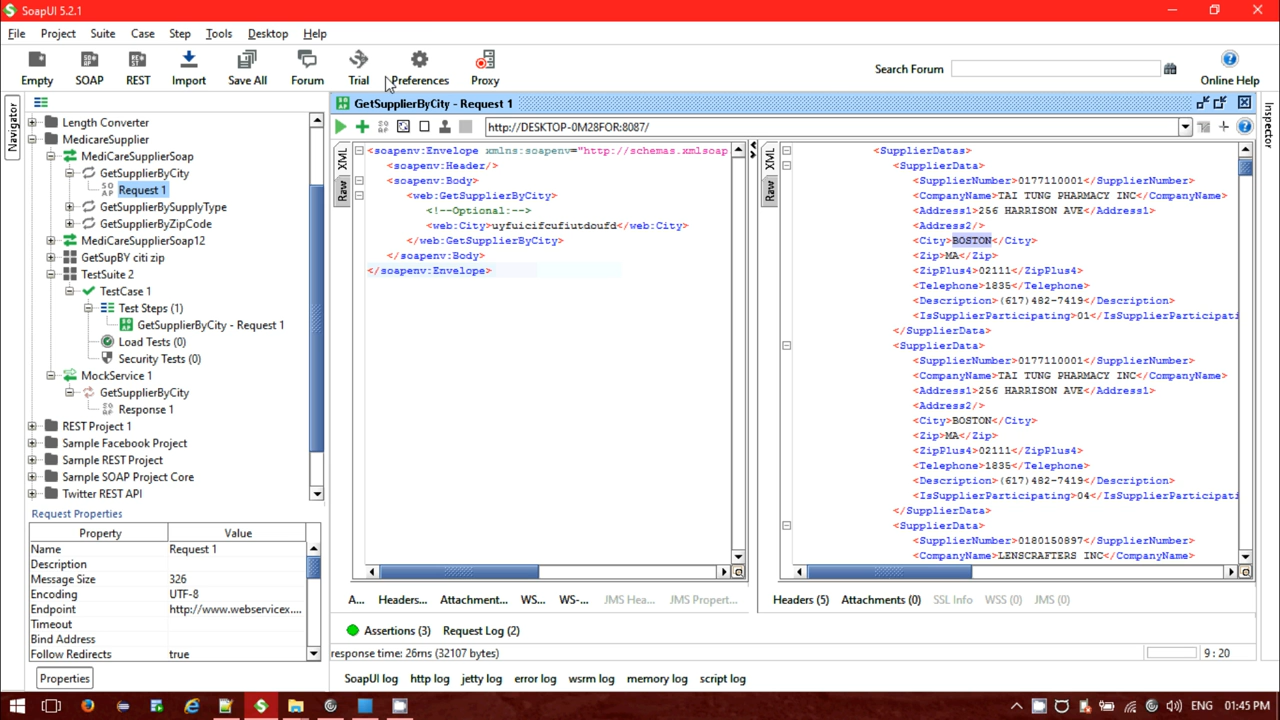 SoapUI 5.2.1
File Project Suite Case Step Tools Desktop Help
Empty SOAP REST Import Save All Forum Trial Preferences Proxy Search Forum Online Help
Navigator
Length Converter
MedicareSupplier
MediCareSupplierSoap
GetSupplierByCity
Request 1
GetSupplierBySupplyType
GetSupplierByZipCode
MediCareSupplierSoap12
GetSupBY citi zip
TestSuite 2
TestCase 1
Test Steps (1)
GetSupplierByCity - Request 1
Load Tests (0)
Security Tests (0)
MockService 1
GetSupplierByCity
Response 1
REST Project 1
Sample Facebook Project
Sample REST Project
Sample SOAP Project Core
Twitter REST API
Request Properties
Property Value
Name Request 1
Description
Message Size 326
Encoding UTF-8
Endpoint http://www.webservicex....
Timeout
Bind Address
Follow Redirects true
Properties
GetSupplierByCity - Request 1
http://DESKTOP-0M28FOR:8087/
XML
Raw
<soapenv:Envelope xmlns:soapenv="http://schemas.xmlsoap
<soapenv:Header/>
<soapenv:Body>
<web:GetSupplierByCity>
<!--Optional:-->
<web:City>uyfuicifcufiutdoufd</web:City>
</web:GetSupplierByCity>
</soapenv:Body>
</soapenv:Envelope>
XML
Raw
<SupplierDatas>
<SupplierData>
<SupplierNumber>0177110001</SupplierNumber>
<CompanyName>TAI TUNG PHARMACY INC</CompanyName>
<Address1>256 HARRISON AVE</Address1>
<Address2/>
<City>BOSTON</City>
<Zip>MA</Zip>
<ZipPlus4>02111</ZipPlus4>
<Telephone>1835</Telephone>
<Description>(617)482-7419</Description>
<IsSupplierParticipating>01</IsSupplierParticipati
</SupplierData>
<SupplierData>
<SupplierNumber>0177110001</SupplierNumber>
<CompanyName>TAI TUNG PHARMACY INC</CompanyName>
<Address1>256 HARRISON AVE</Address1>
<Address2/>
<City>BOSTON</City>
<Zip>MA</Zip>
<ZipPlus4>02111</ZipPlus4>
<Telephone>1835</Telephone>
<Description>(617)482-7419</Description>
<IsSupplierParticipating>04</IsSupplierParticipati
</SupplierData>
<SupplierData>
<SupplierNumber>0180150897</SupplierNumber>
<CompanyName>LENSCRAFTERS INC</CompanyName>
A... Headers... Attachment... WS... WS-... JMS Hea... JMS Propert...
Headers (5) Attachments (0) SSL Info WSS (0) JMS (0)
Assertions (3) Request Log (2)
response time: 26ms (32107 bytes) 9 : 20
SoapUI log http log jetty log error log wsrm log memory log script log
Inspector
ENG 01:45 PM